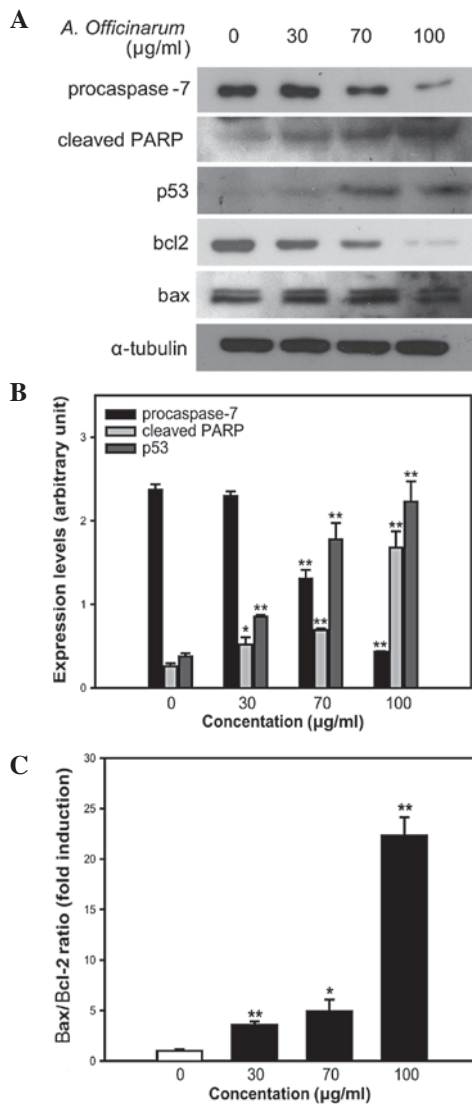 A
A. Officinarum
(µg/ml)
0 30 70 100
procaspase -7
cleaved PARP
p53
bcl2
bax
α-tubulin
B
Expression levels (arbitrary unit)
3
2
1
0
procaspase-7
cleaved PARP
p53
* ** ** ** ** ** ** **
0 30 70 100
Concentation (µg/ml)
C
Bax/Bcl-2 ratio (fold induction)
30
25
20
15
10
5
0
** * **
0 30 70 100
Concentration (µg/ml)